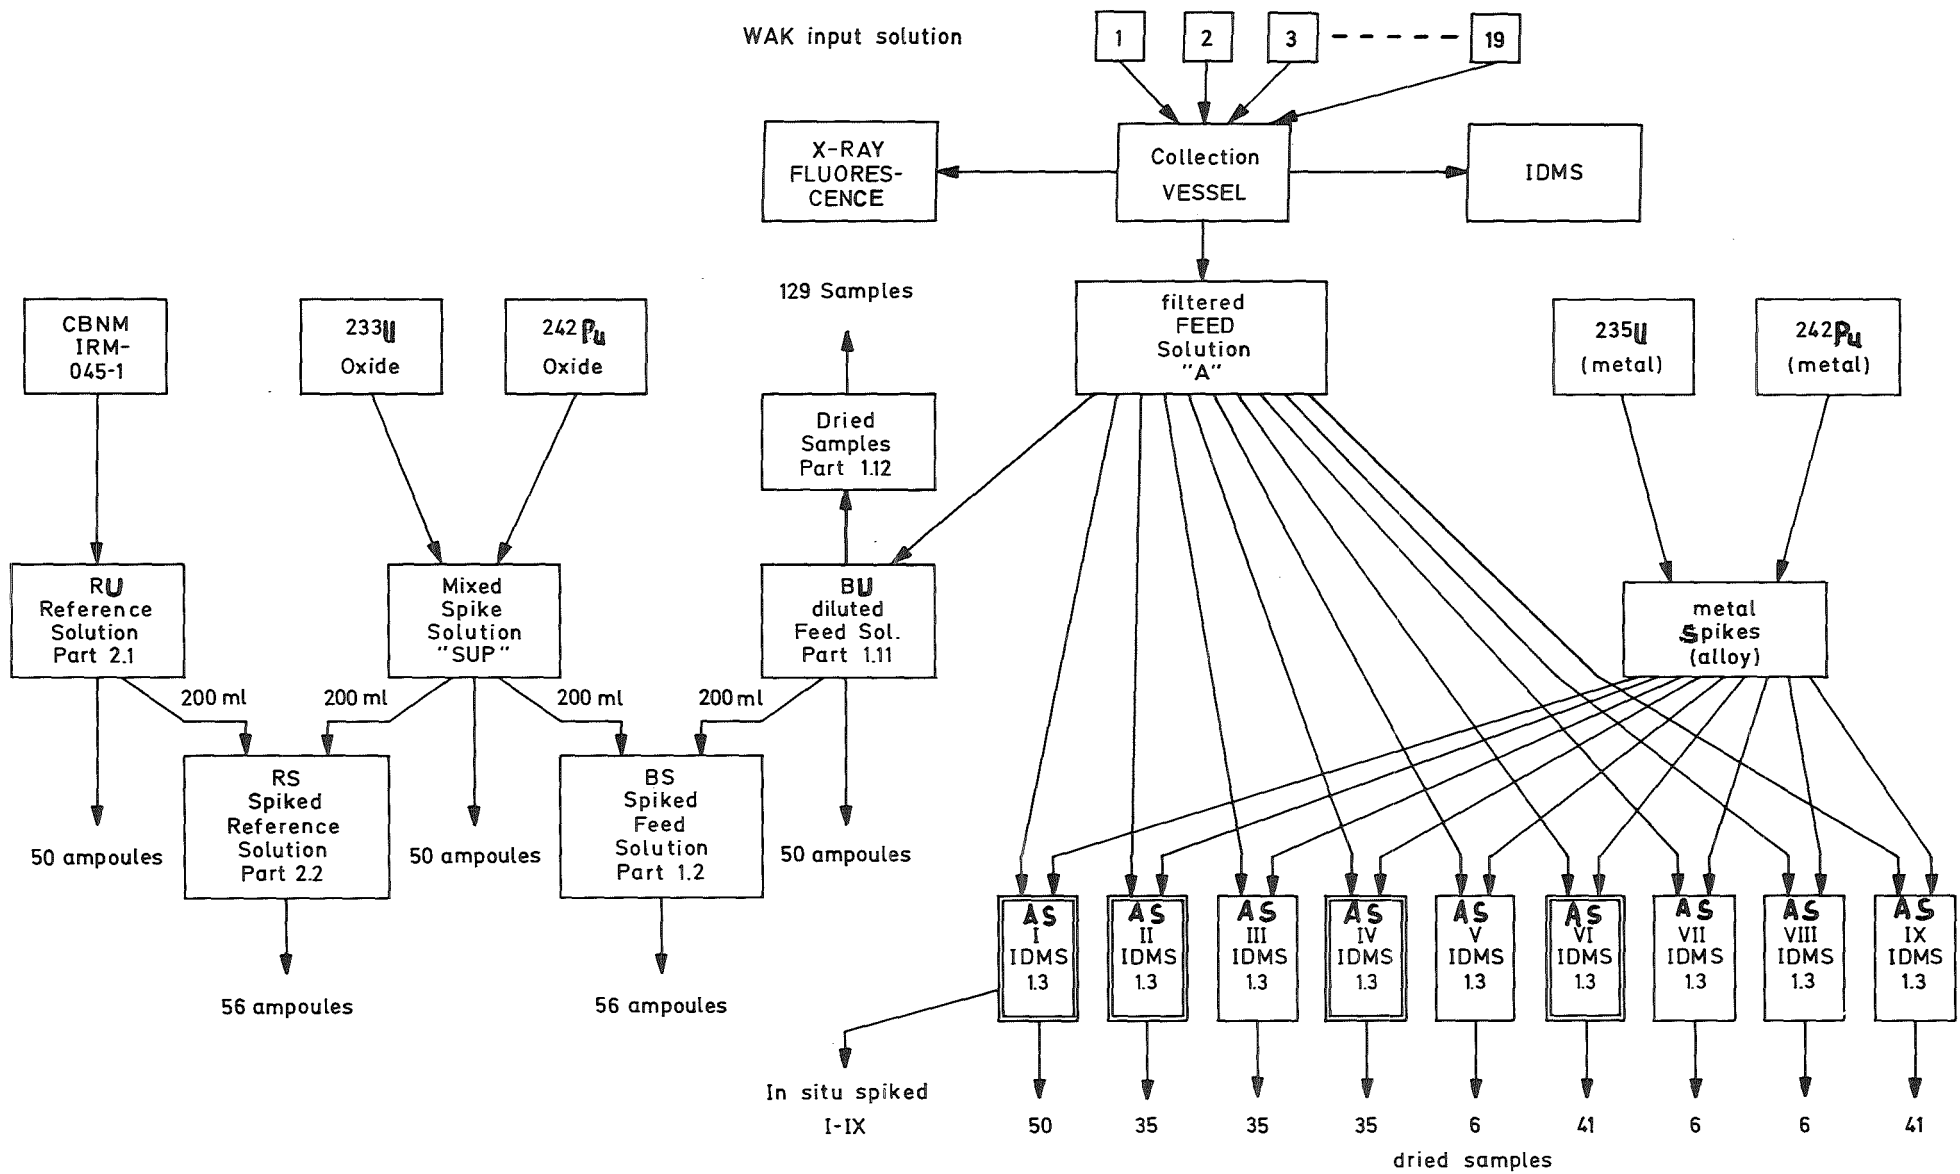 WAK input solution
1
2
3
19
X-RAY
FLUORES-
CENCE
Collection
VESSEL
IDMS
129 Samples
CBNM
IRM-
045-1
233U
Oxide
242Pu
Oxide
Dried
Samples
Part 1.12
filtered
FEED
Solution
"A"
235U
(metal)
242Pu
(metal)
RU
Reference
Solution
Part 2.1
Mixed
Spike
Solution
"SUP"
BU
diluted
Feed Sol.
Part 1.11
metal
Spikes
(alloy)
200 ml
200 ml
200 ml
200 ml
RS
Spiked
Reference
Solution
Part 2.2
BS
Spiked
Feed
Solution
Part 1.2
50 ampoules
50 ampoules
50 ampoules
56 ampoules
56 ampoules
AS
I
IDMS
1.3
AS
II
IDMS
1.3
AS
III
IDMS
1.3
AS
IV
IDMS
1.3
AS
V
IDMS
1.3
AS
VI
IDMS
1.3
AS
VII
IDMS
1.3
AS
VIII
IDMS
1.3
AS
IX
IDMS
1.3
In situ spiked
I-IX
50
35
35
35
6
41
6
6
41
dried samples